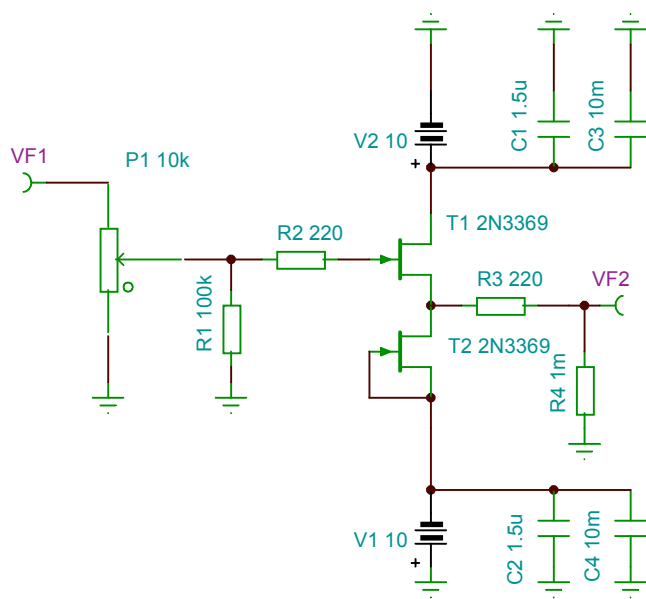 C1 1.5u
C3 10m
V2 10
+
VF1
P1 10k
T1 2N3369
R2 220
R3 220
VF2
R1 100k
T2 2N3369
R4 1m
V1 10
+
C2 1.5u
C4 10m